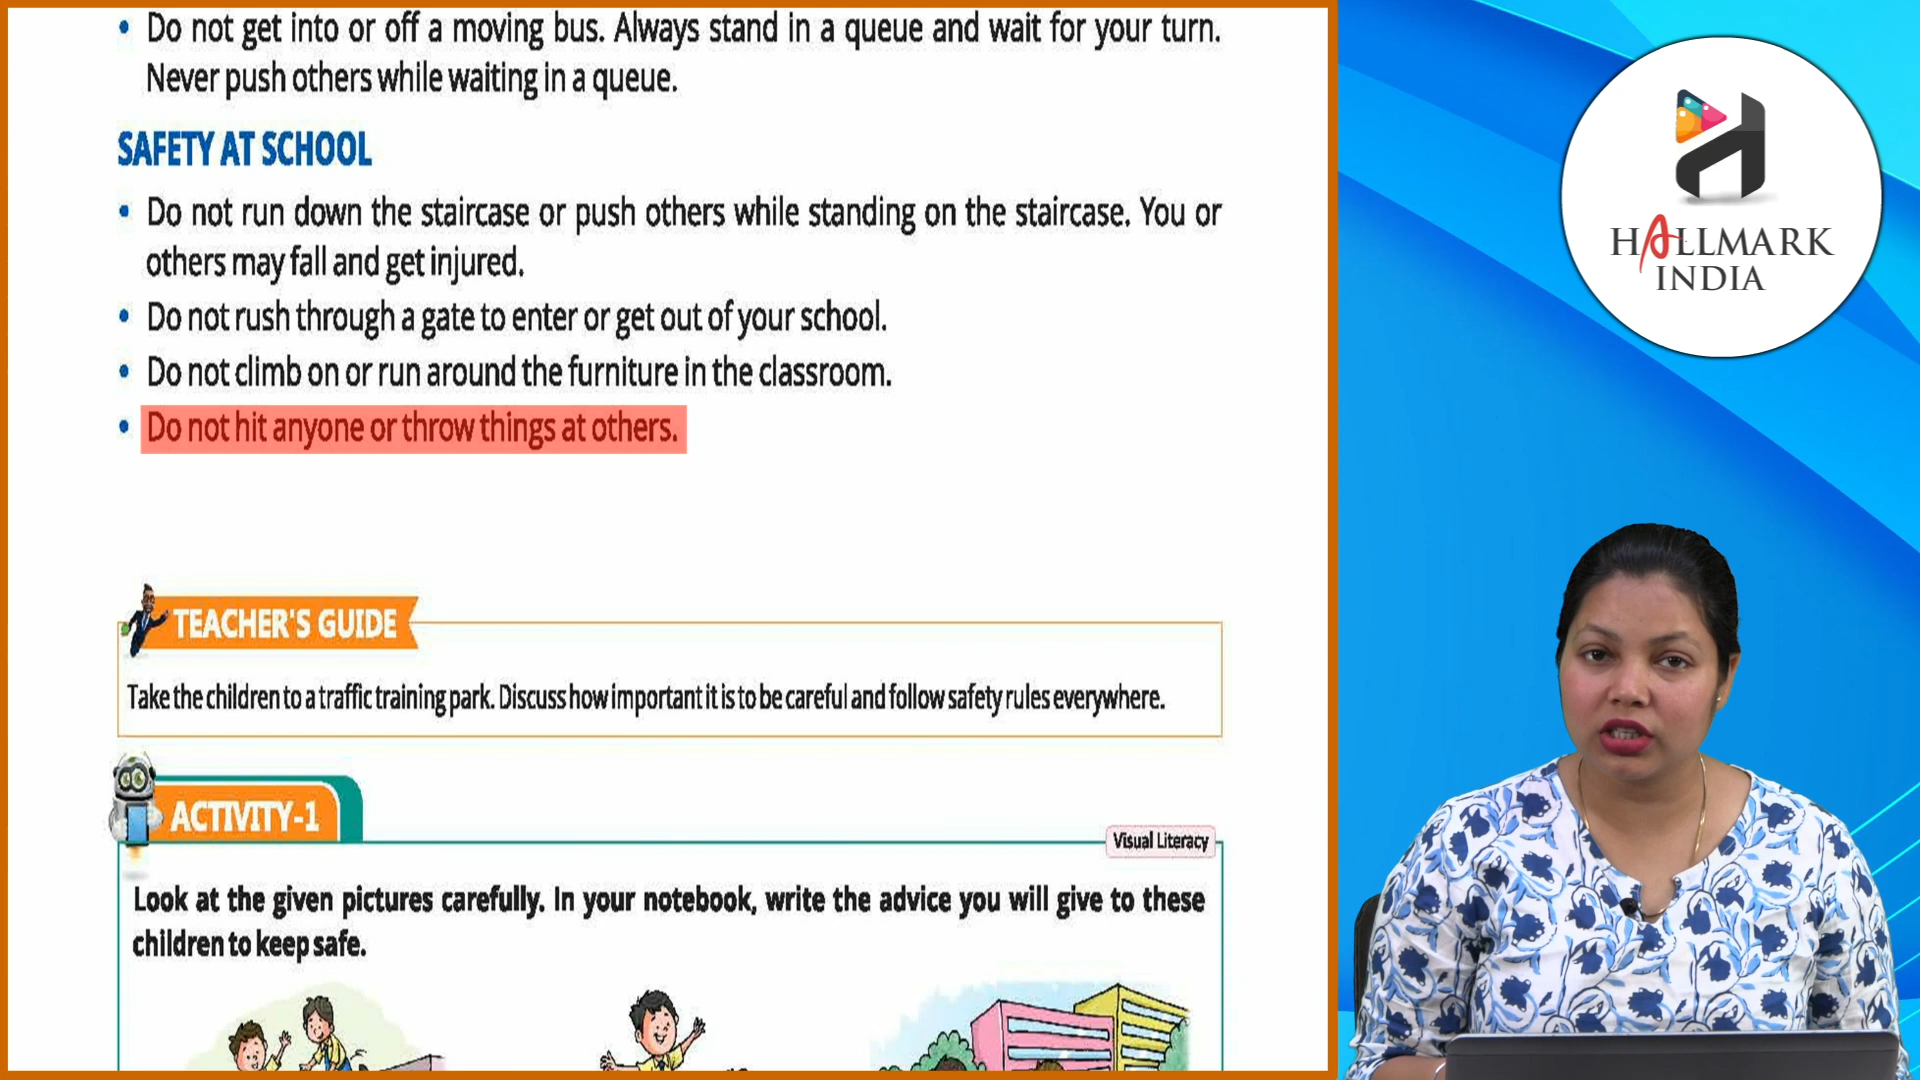 • Do not get into or off a moving bus. Always stand in a queue and wait for your turn.
Never push others while waiting in a queue.
SAFETY AT SCHOOL
• Do not run down the staircase or push others while standing on the staircase. You or
others may fall and get injured.
• Do not rush through a gate to enter or get out of your school.
• Do not climb on or run around the furniture in the classroom.
• Do not hit anyone or throw things at others.
TEACHER'S GUIDE
Take the children to a traffic training park. Discuss how important it is to be careful and follow safety rules everywhere.
ACTIVITY-1
Visual Literacy
Look at the given pictures carefully. In your notebook, write the advice you will give to these
children to keep safe.
HALLMARK
INDIA